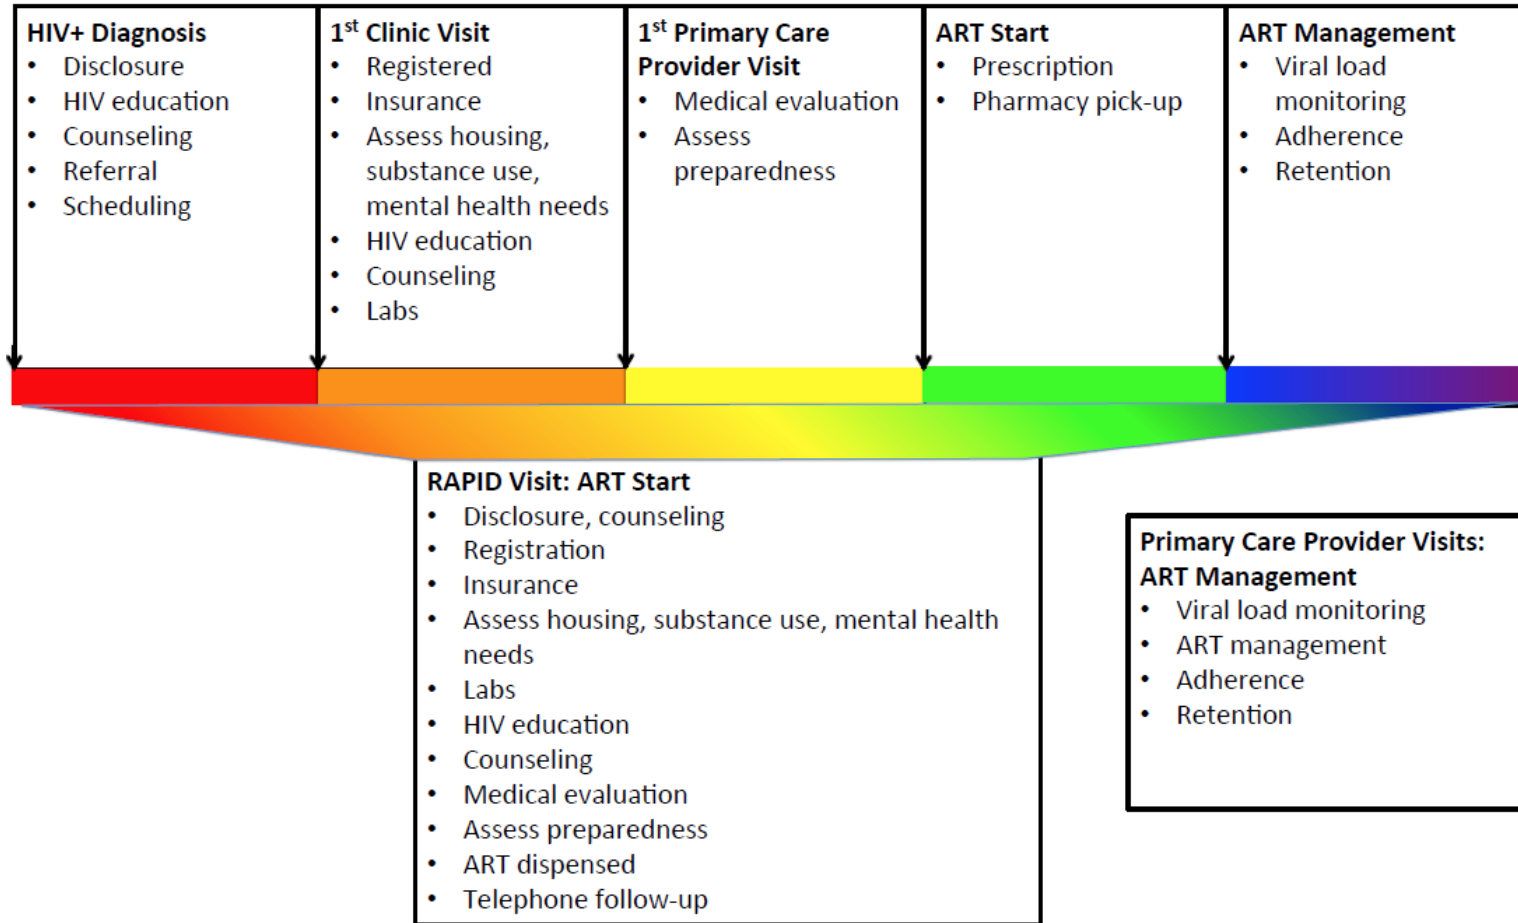 HIV+ Diagnosis
• Disclosure
• HIV education
• Counseling
• Referral
• Scheduling
1st Clinic Visit
• Registered
• Insurance
• Assess housing,
substance use,
mental health needs
• HIV education
• Counseling
• Labs
1st Primary Care
Provider Visit
• Medical evaluation
• Assess
preparedness
ART Start
• Prescription
• Pharmacy pick-up
ART Management
• Viral load
monitoring
• Adherence
• Retention
RAPID Visit: ART Start
• Disclosure, counseling
• Registration
• Insurance
• Assess housing, substance use, mental health
needs
• Labs
• HIV education
• Counseling
• Medical evaluation
• Assess preparedness
• ART dispensed
• Telephone follow-up
Primary Care Provider Visits:
ART Management
• Viral load monitoring
• ART management
• Adherence
• Retention